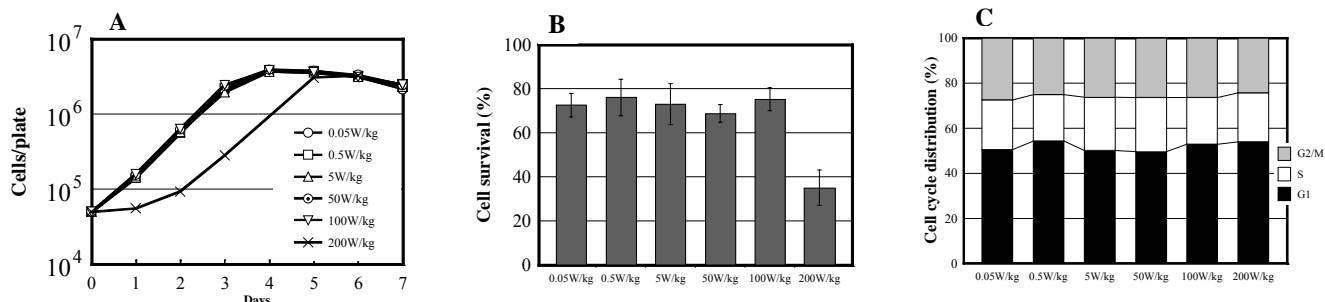 A
Cells/plate
10^7
10^6
10^5
10^4
0 1 2 3 4 5 6 7
Days
0.05W/kg
0.5W/kg
5W/kg
50W/kg
100W/kg
200W/kg
B
Cell survival (%)
100
80
60
40
20
0
0.05W/kg 0.5W/kg 5W/kg 50W/kg 100W/kg 200W/kg
C
Cell cycle distribution (%)
100
80
60
40
20
0
0.05W/kg 0.5W/kg 5W/kg 50W/kg 100W/kg 200W/kg
G2/M
S
G1